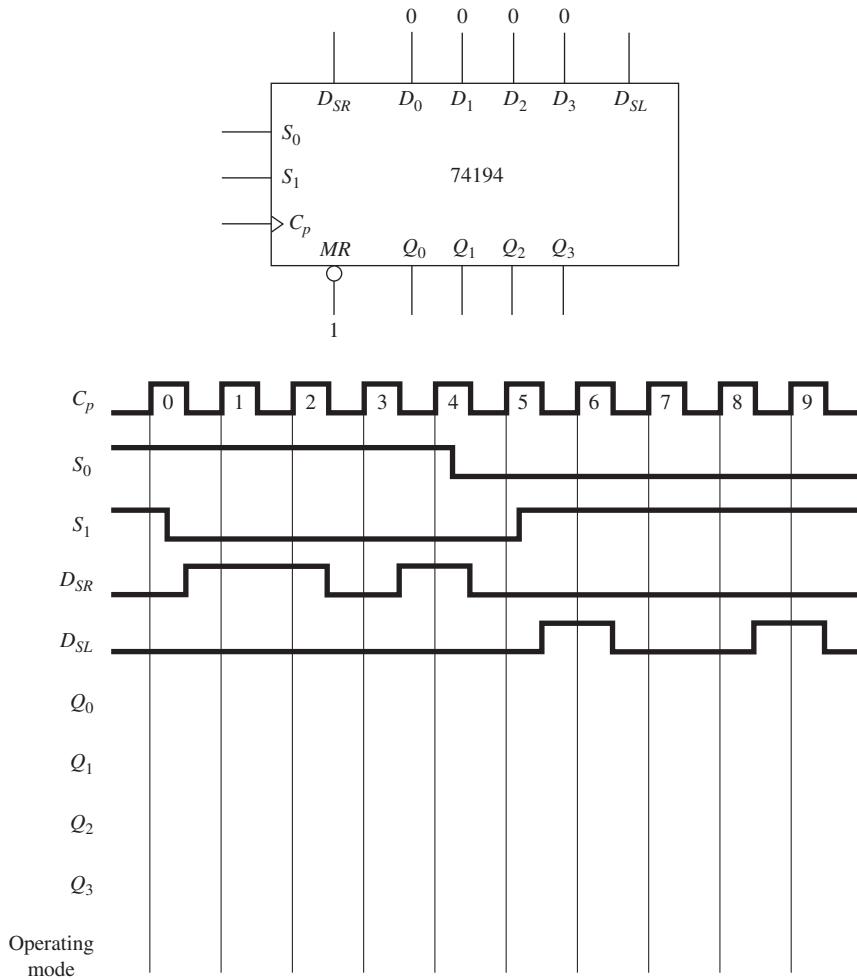 0 0 0 0
D_SR D_0 D_1 D_2 D_3 D_SL
S_0
S_1
74194
C_p
MR Q_0 Q_1 Q_2 Q_3
1
C_p 0 1 2 3 4 5 6 7 8 9
S_0
S_1
D_SR
D_SL
Q_0
Q_1
Q_2
Q_3
Operating
mode